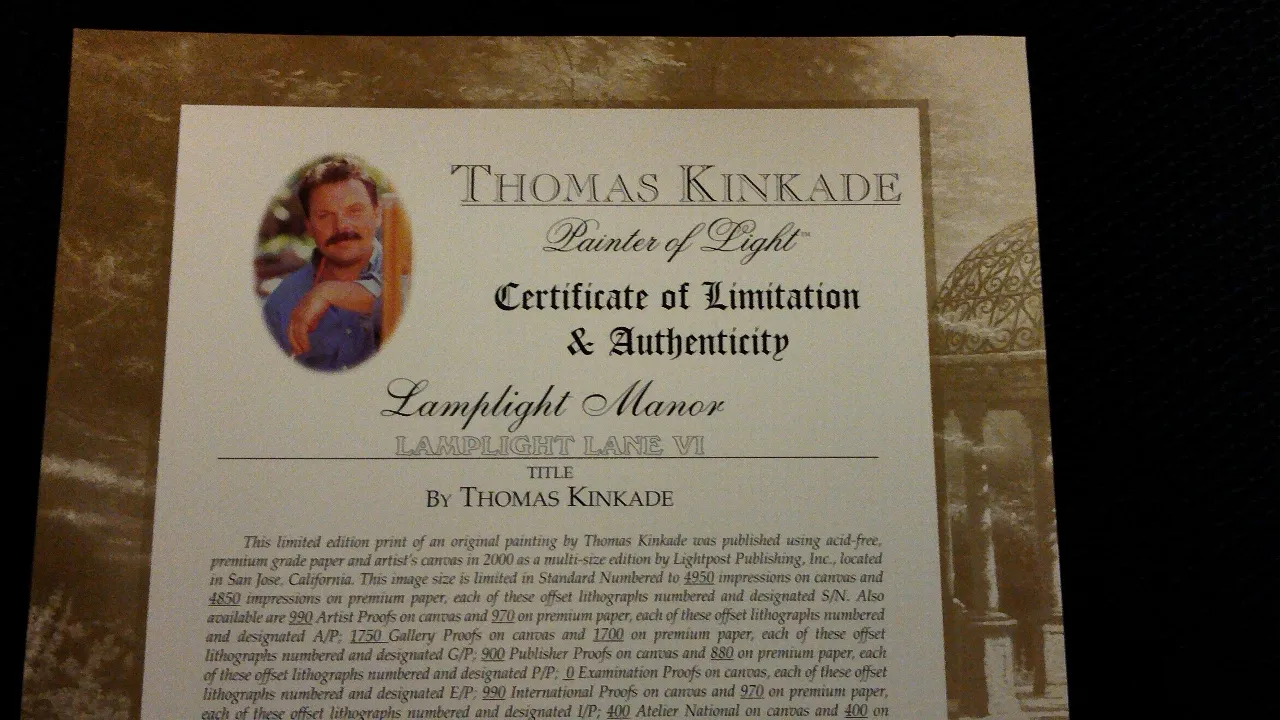 THOMAS KINKADE
Painter of Light™
Certificate of Limitation
& Authenticity
Lamplight Manor
LAMPLIGHT LANE VI
TITLE
BY THOMAS KINKADE
This limited edition print of an original painting by Thomas Kinkade was published using acid-free,
premium grade paper and artist's canvas in 2000 as a multi-size edition by Lightpost Publishing, Inc., located
in San Jose, California. This image size is limited in Standard Numbered to 4950 impressions on canvas and
4850 impressions on premium paper, each of these offset lithographs numbered and designated S/N. Also
available are 990 Artist Proofs on canvas and 970 on premium paper, each of these offset lithographs numbered
and designated A/P; 1750 Gallery Proofs on canvas and 1700 on premium paper, each of these offset
lithographs numbered and designated G/P; 900 Publisher Proofs on canvas and 880 on premium paper, each
of these offset lithographs numbered and designated P/P; 0 Examination Proofs on canvas, each of these offset
lithographs numbered and designated E/P; 990 International Proofs on canvas and 970 on premium paper,
each of these offset lithographs numbered and designated I/P; 400 Atelier National on canvas and 400 on